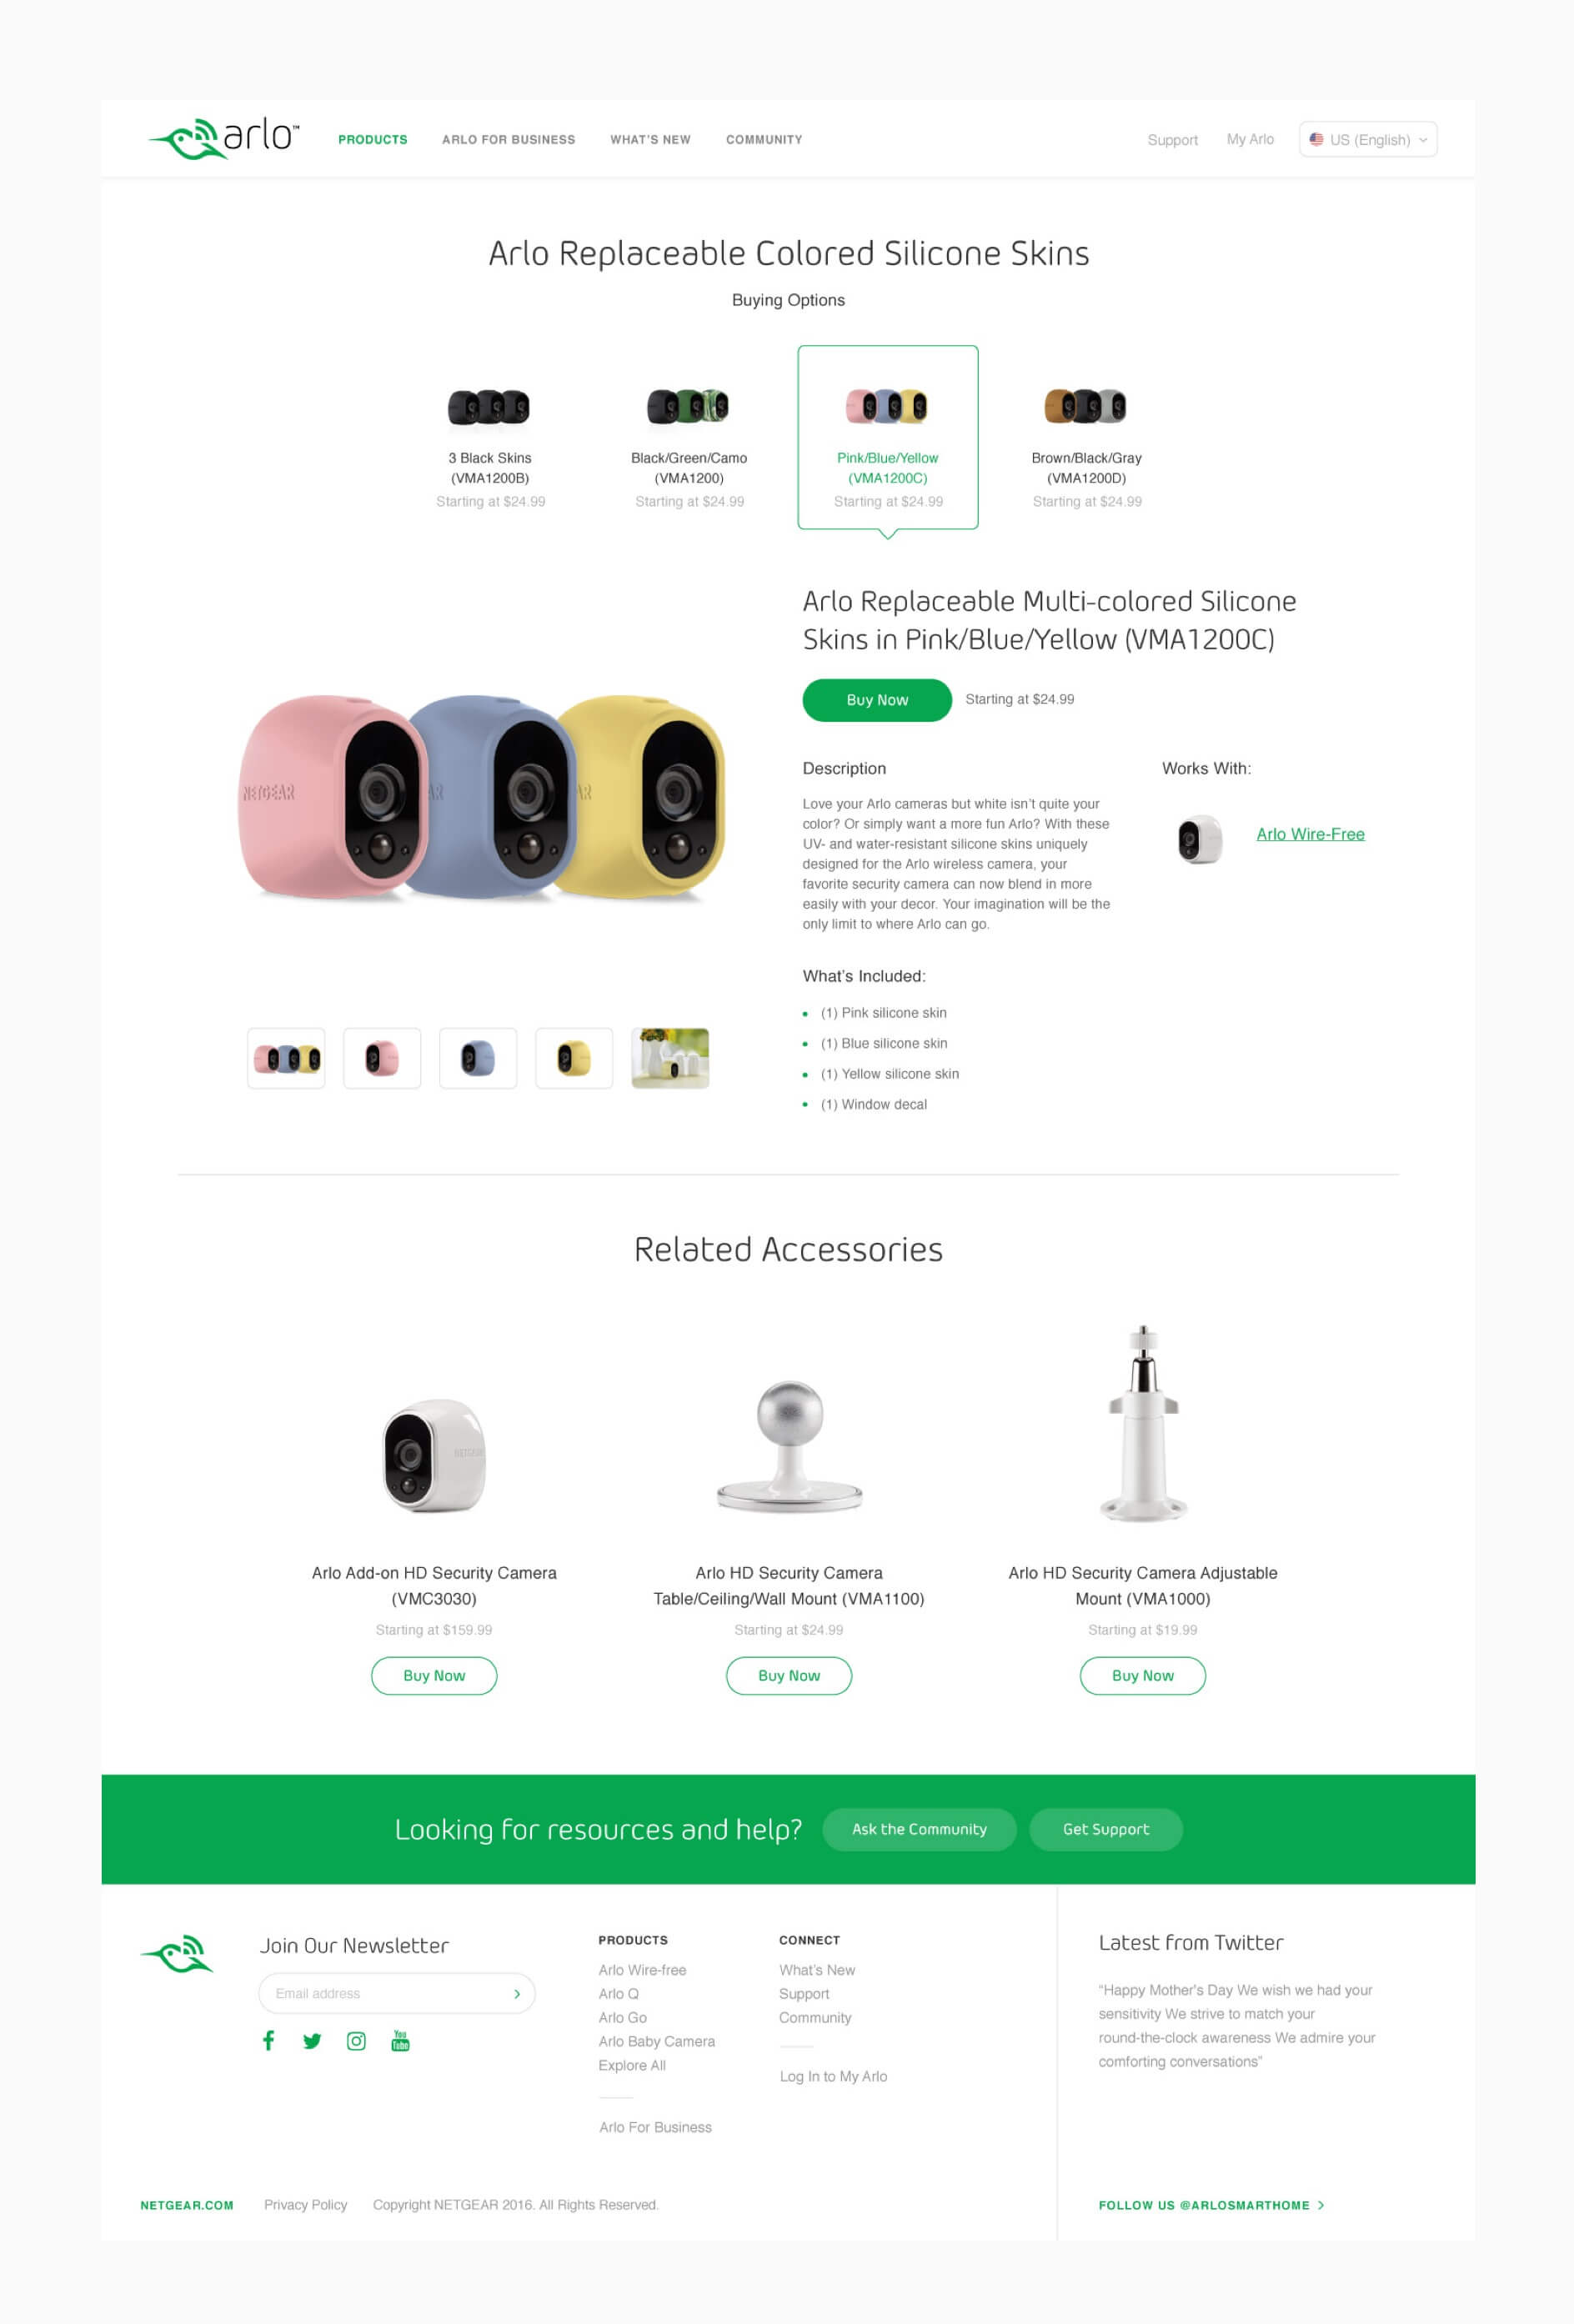 arlo™
PRODUCTS
ARLO FOR BUSINESS
WHAT'S NEW
COMMUNITY
Support
My Arlo
US (English)
Arlo Replaceable Colored Silicone Skins
Buying Options
3 Black Skins
(VMA1200B)
Starting at $24.99
Black/Green/Camo
(VMA1200)
Starting at $24.99
Pink/Blue/Yellow
(VMA1200C)
Starting at $24.99
Brown/Black/Gray
(VMA1200D)
Starting at $24.99
NETGEAR
AR
AR
Arlo Replaceable Multi-colored Silicone
Skins in Pink/Blue/Yellow (VMA1200C)
Buy Now
Starting at $24.99
Description
Love your Arlo cameras but white isn't quite your
color? Or simply want a more fun Arlo? With these
UV- and water-resistant silicone skins uniquely
designed for the Arlo wireless camera, your
favorite security camera can now blend in more
easily with your decor. Your imagination will be the
only limit to where Arlo can go.
Works With:
Arlo Wire-Free
What's Included:
(1) Pink silicone skin
(1) Blue silicone skin
(1) Yellow silicone skin
(1) Window decal
Related Accessories
NETGEAR
Arlo Add-on HD Security Camera
(VMC3030)
Starting at $159.99
Buy Now
Arlo HD Security Camera
Table/Ceiling/Wall Mount (VMA1100)
Starting at $24.99
Buy Now
Arlo HD Security Camera Adjustable
Mount (VMA1000)
Starting at $19.99
Buy Now
Looking for resources and help?
Ask the Community
Get Support
Join Our Newsletter
Email address
You
Tube
PRODUCTS
Arlo Wire-free
Arlo Q
Arlo Go
Arlo Baby Camera
Explore All
Arlo For Business
CONNECT
What's New
Support
Community
Log In to My Arlo
Latest from Twitter
“Happy Mother's Day We wish we had your
sensitivity We strive to match your
round-the-clock awareness We admire your
comforting conversations”
NETGEAR.COM
Privacy Policy
Copyright NETGEAR 2016. All Rights Reserved.
FOLLOW US @ARLOSMARTHOME